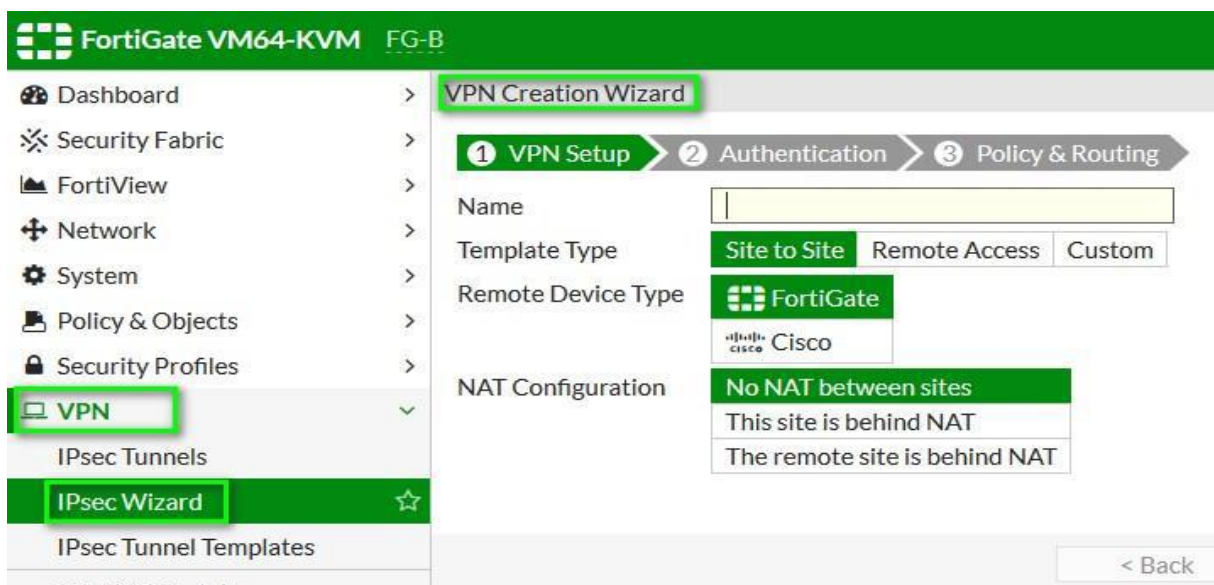 FortiGate VM64-KVM FG-B
Dashboard
Security Fabric
FortiView
Network
System
Policy & Objects
Security Profiles
VPN
IPsec Tunnels
IPsec Wizard
IPsec Tunnel Templates
VPN Creation Wizard
1 VPN Setup 2 Authentication 3 Policy & Routing
Name
Template Type Site to Site Remote Access Custom
Remote Device Type FortiGate
CISCO Cisco
NAT Configuration No NAT between sites
This site is behind NAT
The remote site is behind NAT
< Back